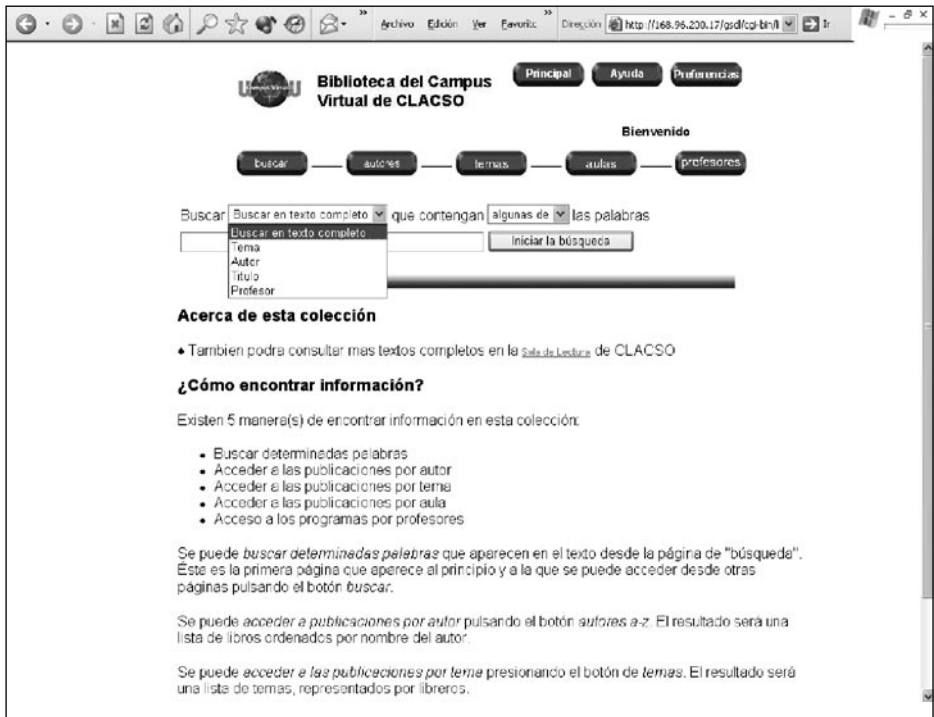 Archivo Edición Ver Favoritc Dirección http://168.96.200.17/gsdl/cgi-bin/l Ir
Biblioteca del Campus
Virtual de CLACSO
Principal Ayuda Preferencias
Bienvenido
buscar autores temas aulas profesores
Buscar Buscar en texto completo que contengan algunas de las palabras
Iniciar la búsqueda
Buscar en texto completo
Tema
Autor
Titulo
Profesor
Acerca de esta colección
Tambien podra consultar mas textos completos en la Sala de Lectura de CLACSO
¿Cómo encontrar información?
Existen 5 manera(s) de encontrar información en esta colección:
Buscar determinadas palabras
Acceder a las publicaciones por autor
Acceder a las publicaciones por tema
Acceder a las publicaciones por aula
Acceso a los programas por profesores
Se puede buscar determinadas palabras que aparecen en el texto desde la página de "búsqueda".
Ésta es la primera página que aparece al principio y a la que se puede acceder desde otras
páginas pulsando el botón buscar.
Se puede acceder a publicaciones por autor pulsando el botón autores a-z. El resultado será una
lista de libros ordenados por nombre del autor.
Se puede acceder a las publicaciones por tema presionando el botón de temas. El resultado será
una lista de temas, representados por libreros.